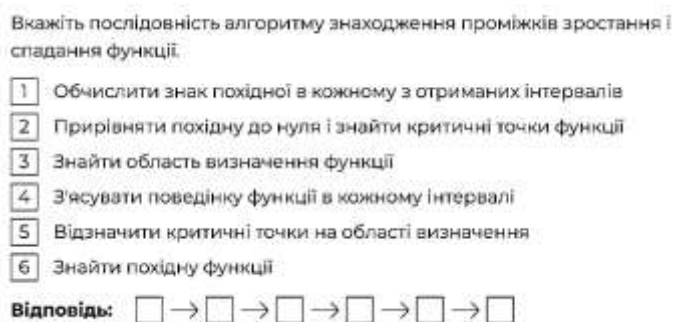 Вкажіть послідовність алгоритму знаходження проміжків зростання і
спадання функції.
1 Обчислити знак похідної в кожному з отриманих інтервалів
2 Прирівняти похідну до нуля і знайти критичні точки функції
3 Знайти область визначення функції
4 З'ясувати поведінку функції в кожному інтервалі
5 Відзначити критичні точки на області визначення
6 Знайти похідну функції
Відповідь: → → → → →